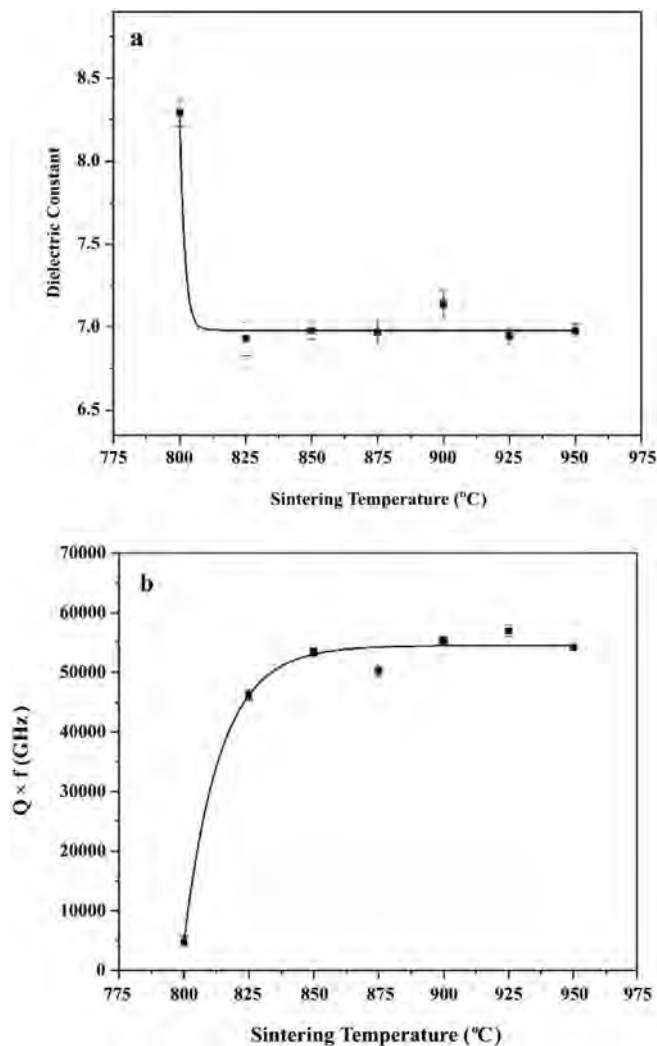 a
8.5
8.0
7.5
7.0
6.5
Dielectric Constant
775 800 825 850 875 900 925 950 975
Sintering Temperature (°C)
b
70000
60000
50000
40000
30000
20000
10000
0
Q × f (GHz)
775 800 825 850 875 900 925 950 975
Sintering Temperature (°C)